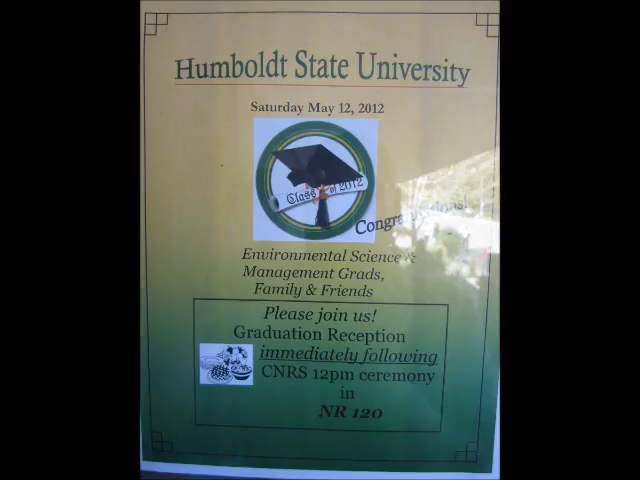 Humboldt State University
Saturday May 12, 2012
Class of 2012
Environmental Science &
Management Grads,
Family & Friends
Please join us!
Graduation Reception
immediately following
CNRS 12pm ceremony
in
NR 120